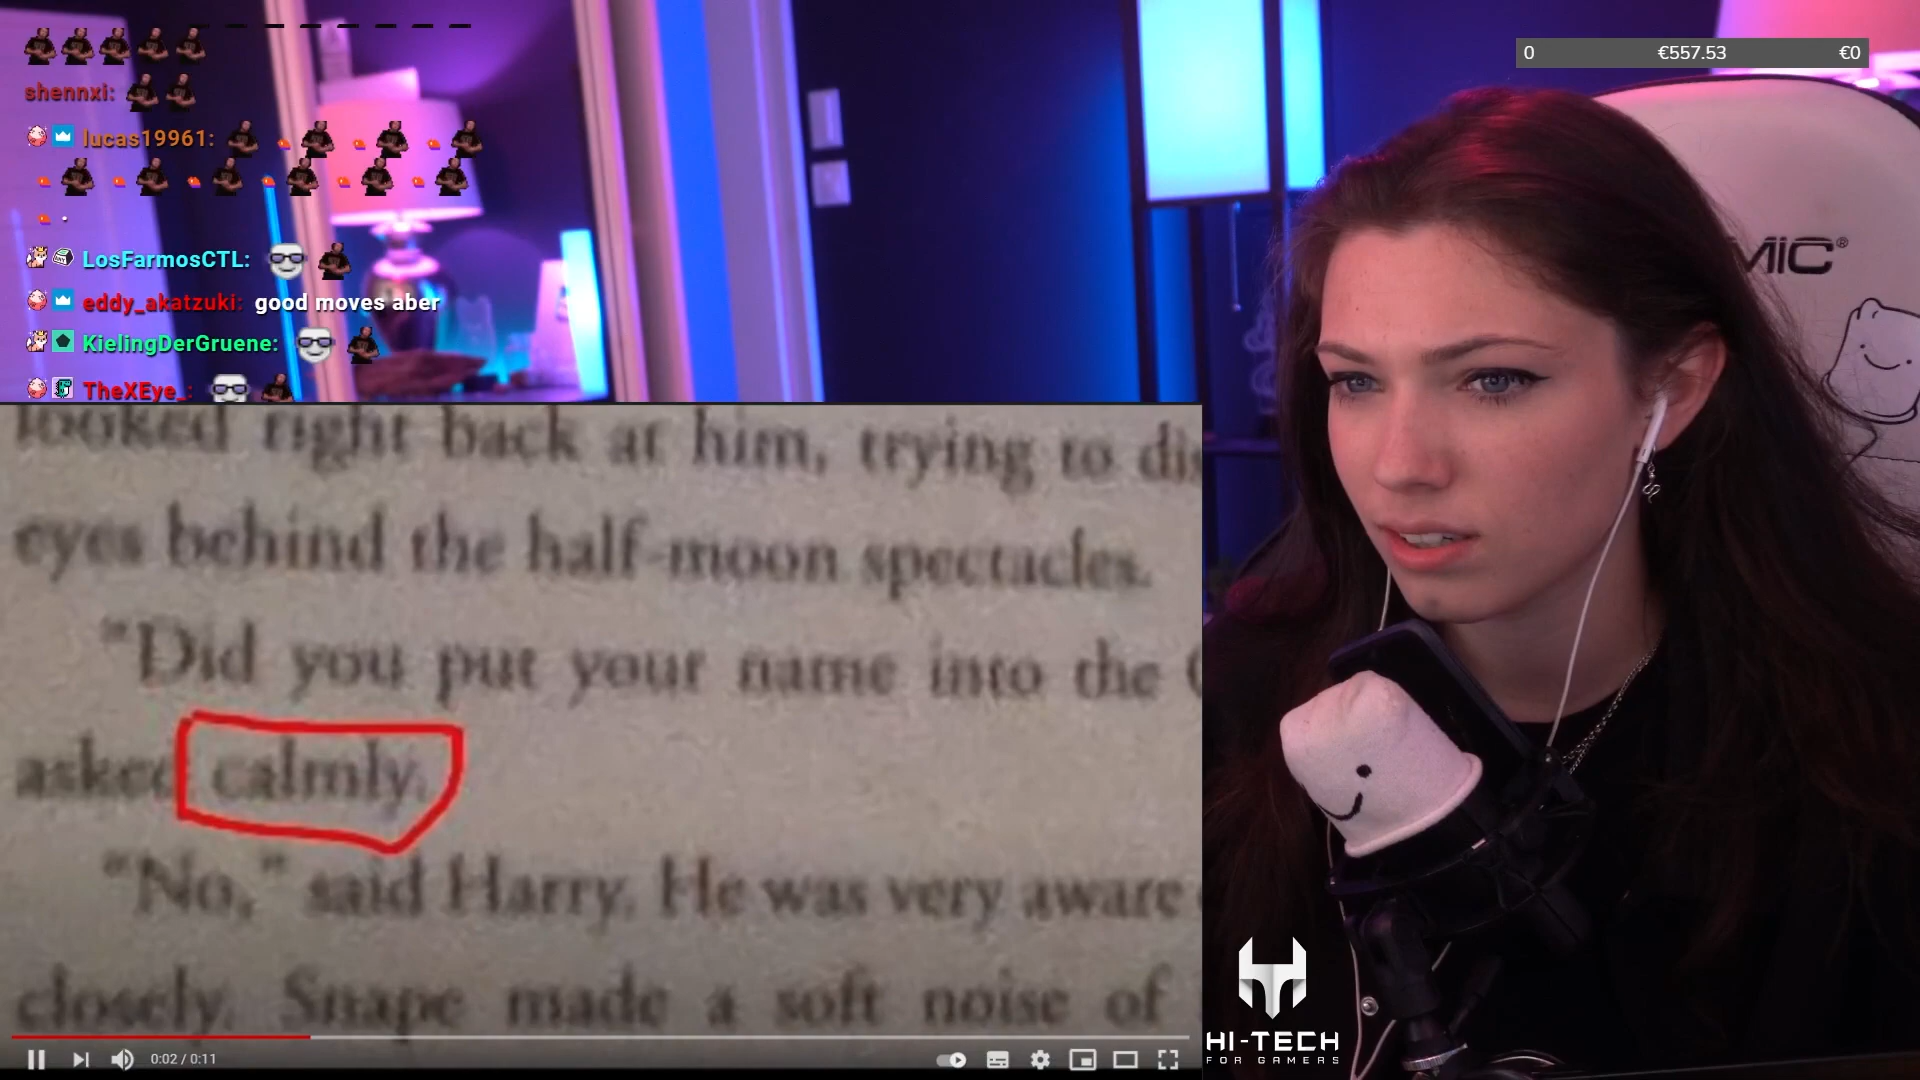 0 €557.53 €0
shennxi:
lucas19961:
LosFarmosCTL:
eddy_akatzuki: good moves aber
KielingDerGruene:
TheXEye_:
MIC®
looked right back at him, trying to
eyes behind the half-moon spectacles.
"Did you put your name into the
asked calmly.
"No," said Harry. He was very aware
closely. Snape made a soft noise of
0:02 / 0:11
HI-TECH
FOR GAMERS